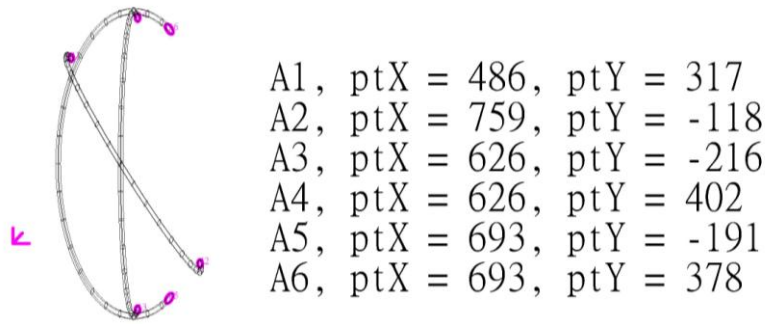 A1, ptX = 486, ptY = 317
A2, ptX = 759, ptY = -118
A3, ptX = 626, ptY = -216
A4, ptX = 626, ptY = 402
A5, ptX = 693, ptY = -191
A6, ptX = 693, ptY = 378